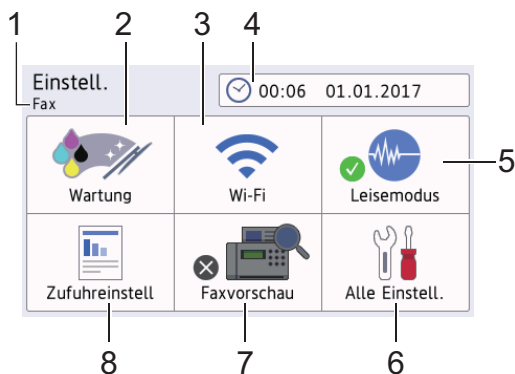 1 2 3 4
Einstell.
Fax
00:06 01.01.2017
Wartung Wi-Fi Leisemodus
5
Zufuhreinstell Faxvorschau Alle Einstell.
8 7 6